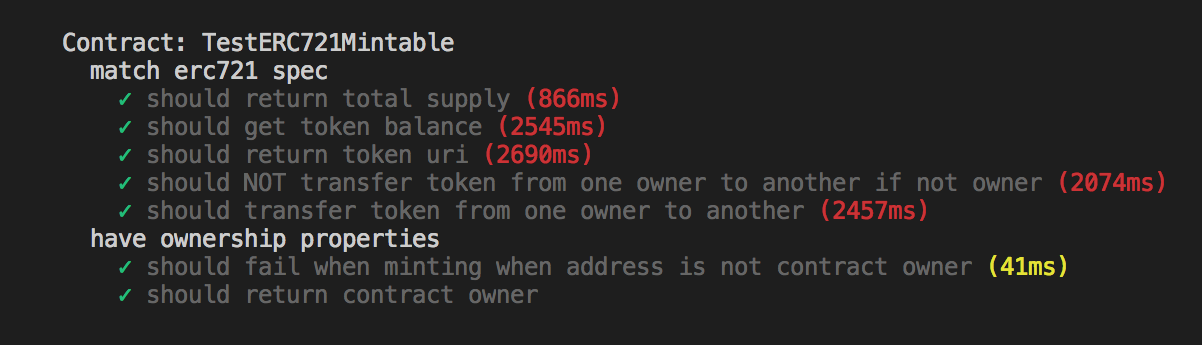 Contract: TestERC721Mintable
match erc721 spec
✓ should return total supply (866ms)
✓ should get token balance (2545ms)
✓ should return token uri (2690ms)
✓ should NOT transfer token from one owner to another if not owner (2074ms)
✓ should transfer token from one owner to another (2457ms)
have ownership properties
✓ should fail when minting when address is not contract owner (41ms)
✓ should return contract owner